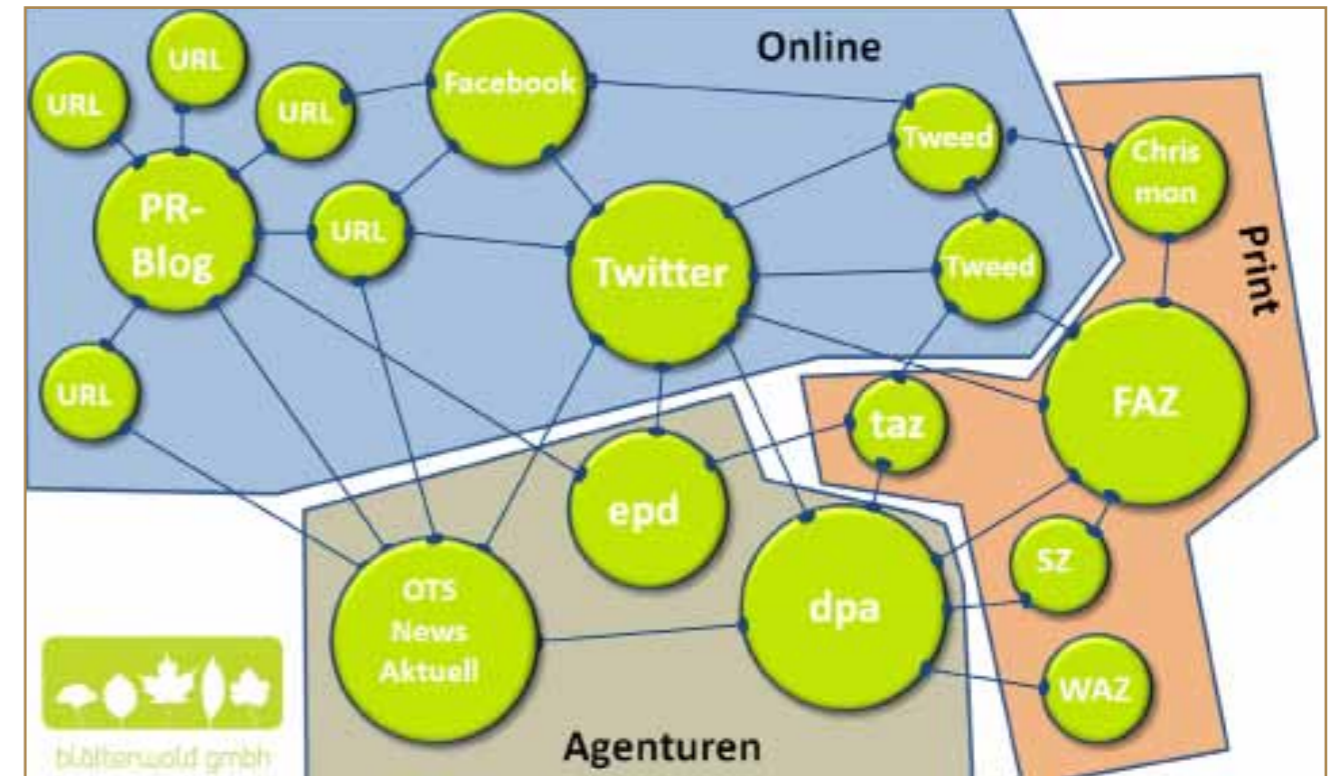 Online
URL
URL
URL
Facebook
Tweed
Chris
mon
PR-
Blog
URL
Twitter
Tweed
Print
URL
taz
FAZ
epd
OTS
News
Aktuell
dpa
SZ
WAZ
Agenturen
blätterwald gmbh